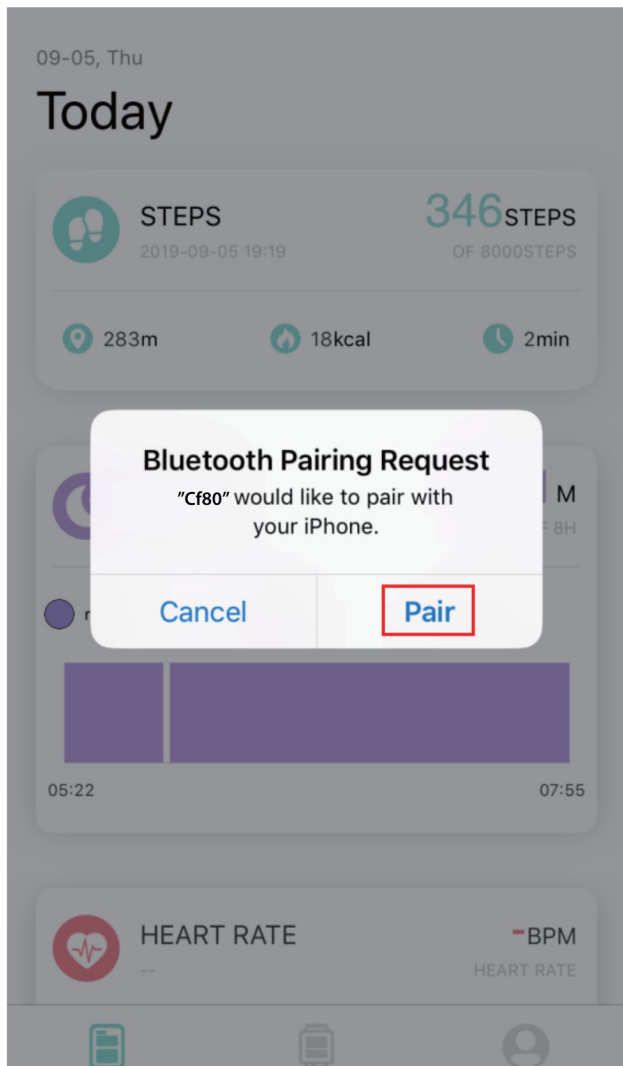 09-05, Thu
Today
STEPS
346STEPS
2019-09-05 19:19
OF 8000STEPS
283m
18kcal
2min
M
8H
Bluetooth Pairing Request
"Cf80" would like to pair with
your iPhone.
Cancel
Pair
05:22
07:55
HEART RATE
-BPM
--
HEART RATE